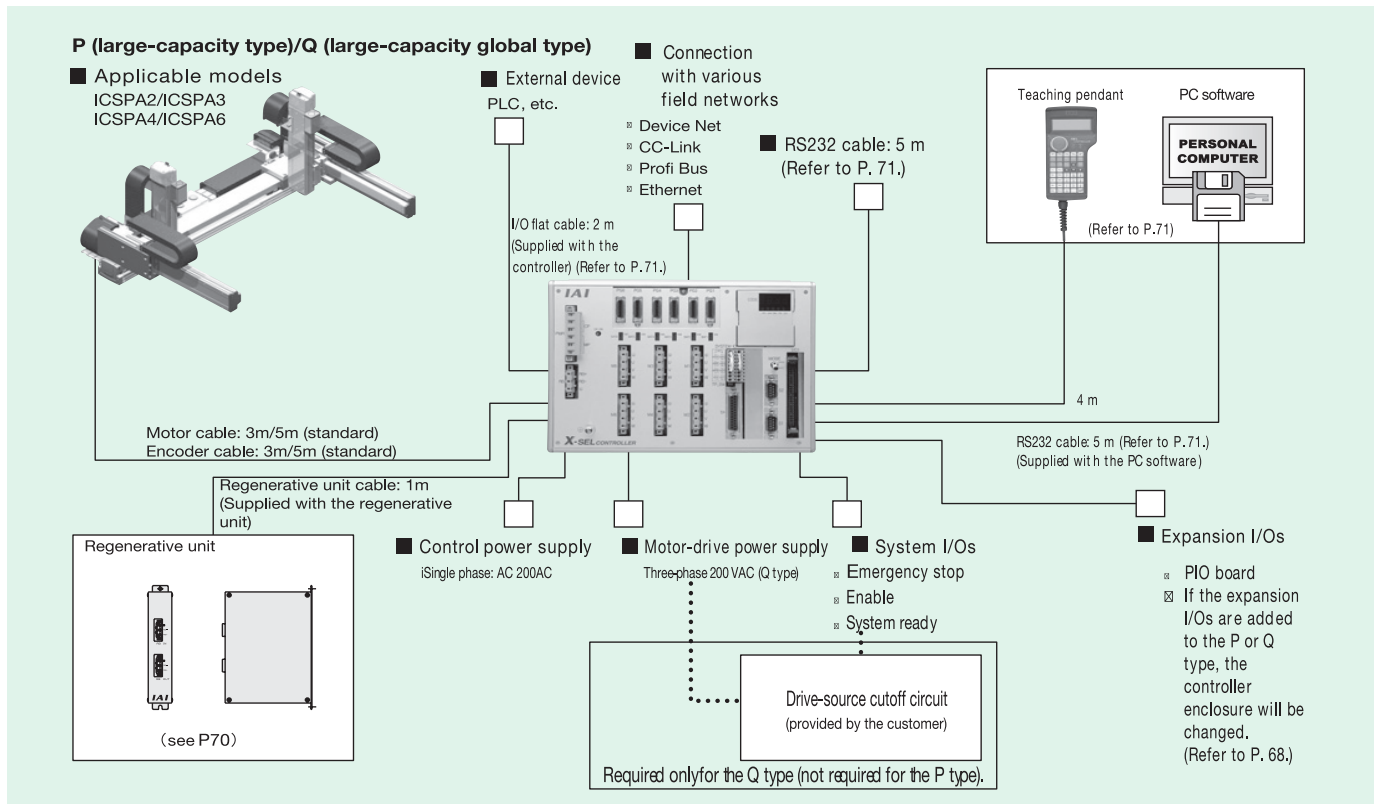 P (large-capacity type)/Q (large-capacity global type)
Applicable models
ICSPA2/ICSPA3
ICSPA4/ICSPA6
External device
PLC, etc.
Connection
with various
field networks
Device Net
CC-Link
Profi Bus
Ethernet
RS232 cable: 5 m
(Refer to P. 71.)
Teaching pendant
PC software
PERSONAL
COMPUTER
(Refer to P.71)
I/O flat cable: 2 m
(Supplied with the
controller) (Refer to P.71.)
IAI
X-SEL CONTROLLER
4 m
Motor cable: 3m/5m (standard)
Encoder cable: 3m/5m (standard)
RS232 cable: 5 m (Refer to P.71.)
(Supplied with the PC software)
Regenerative unit cable: 1m
(Supplied with the regenerative
unit)
Regenerative unit
IAI
(see P70)
Control power supply
iSingle phase: AC 200AC
Motor-drive power supply
Three-phase 200 VAC (Q type)
System I/Os
Emergency stop
Enable
System ready
Expansion I/Os
PIO board
If the expansion
I/Os are added
to the P or Q
type, the
controller
enclosure will be
changed.
(Refer to P. 68.)
Drive-source cutoff circuit
(provided by the customer)
Required onlyfor the Q type (not required for the P type).